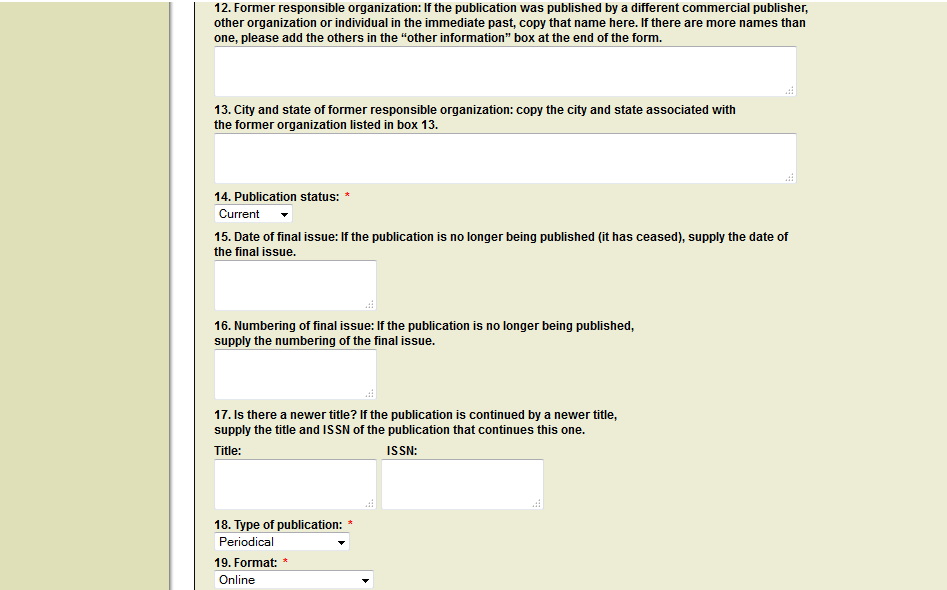 12. Former responsible organization: If the publication was published by a different commercial publisher,
other organization or individual in the immediate past, copy that name here. If there are more names than
one, please add the others in the “other information” box at the end of the form.
13. City and state of former responsible organization: copy the city and state associated with
the former organization listed in box 13.
14. Publication status: *
Current
15. Date of final issue: If the publication is no longer being published (it has ceased), supply the date of
the final issue.
16. Numbering of final issue: If the publication is no longer being published,
supply the numbering of the final issue.
17. Is there a newer title? If the publication is continued by a newer title,
supply the title and ISSN of the publication that continues this one.
Title: ISSN:
18. Type of publication: *
Periodical
19. Format: *
Online